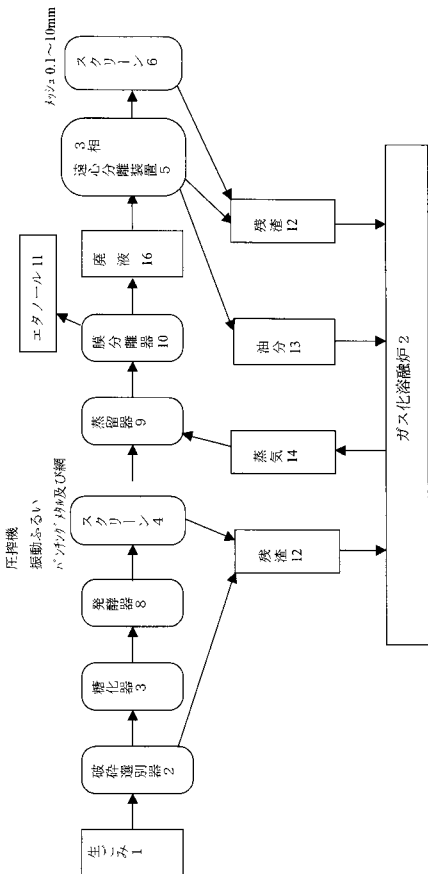 圧搾機
振動ふるい
パンチングメタル及び網
メッシュ 0.1～10mm
生ごみ 1
破砕選別器 2
糖化器 3
発酵器 8
スクリーン 4
蒸留器 9
膜分離器 10
エタノール 11
廃液 16
3相
遠心分離装置 5
スクリーン 6
残渣 12
蒸気 14
油分 13
残渣 12
ガス化溶融炉 2